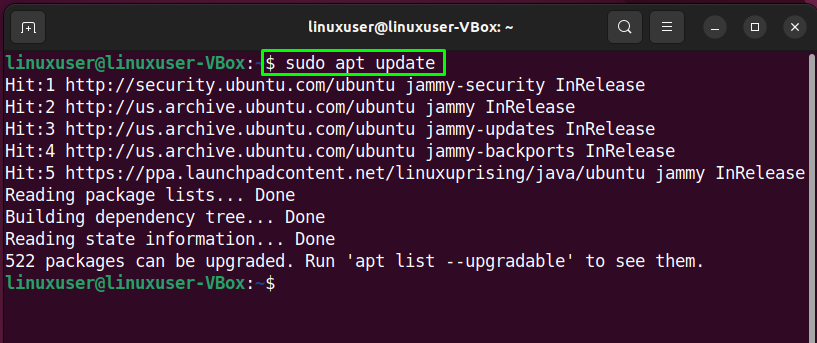 linuxuser@linuxuser-VBox: ~
linuxuser@linuxuser-VBox:~$ sudo apt update
Hit:1 http://security.ubuntu.com/ubuntu jammy-security InRelease
Hit:2 http://us.archive.ubuntu.com/ubuntu jammy InRelease
Hit:3 http://us.archive.ubuntu.com/ubuntu jammy-updates InRelease
Hit:4 http://us.archive.ubuntu.com/ubuntu jammy-backports InRelease
Hit:5 https://ppa.launchpadcontent.net/linuxuprising/java/ubuntu jammy InRelease
Reading package lists... Done
Building dependency tree... Done
Reading state information... Done
522 packages can be upgraded. Run 'apt list --upgradable' to see them.
linuxuser@linuxuser-VBox:~$